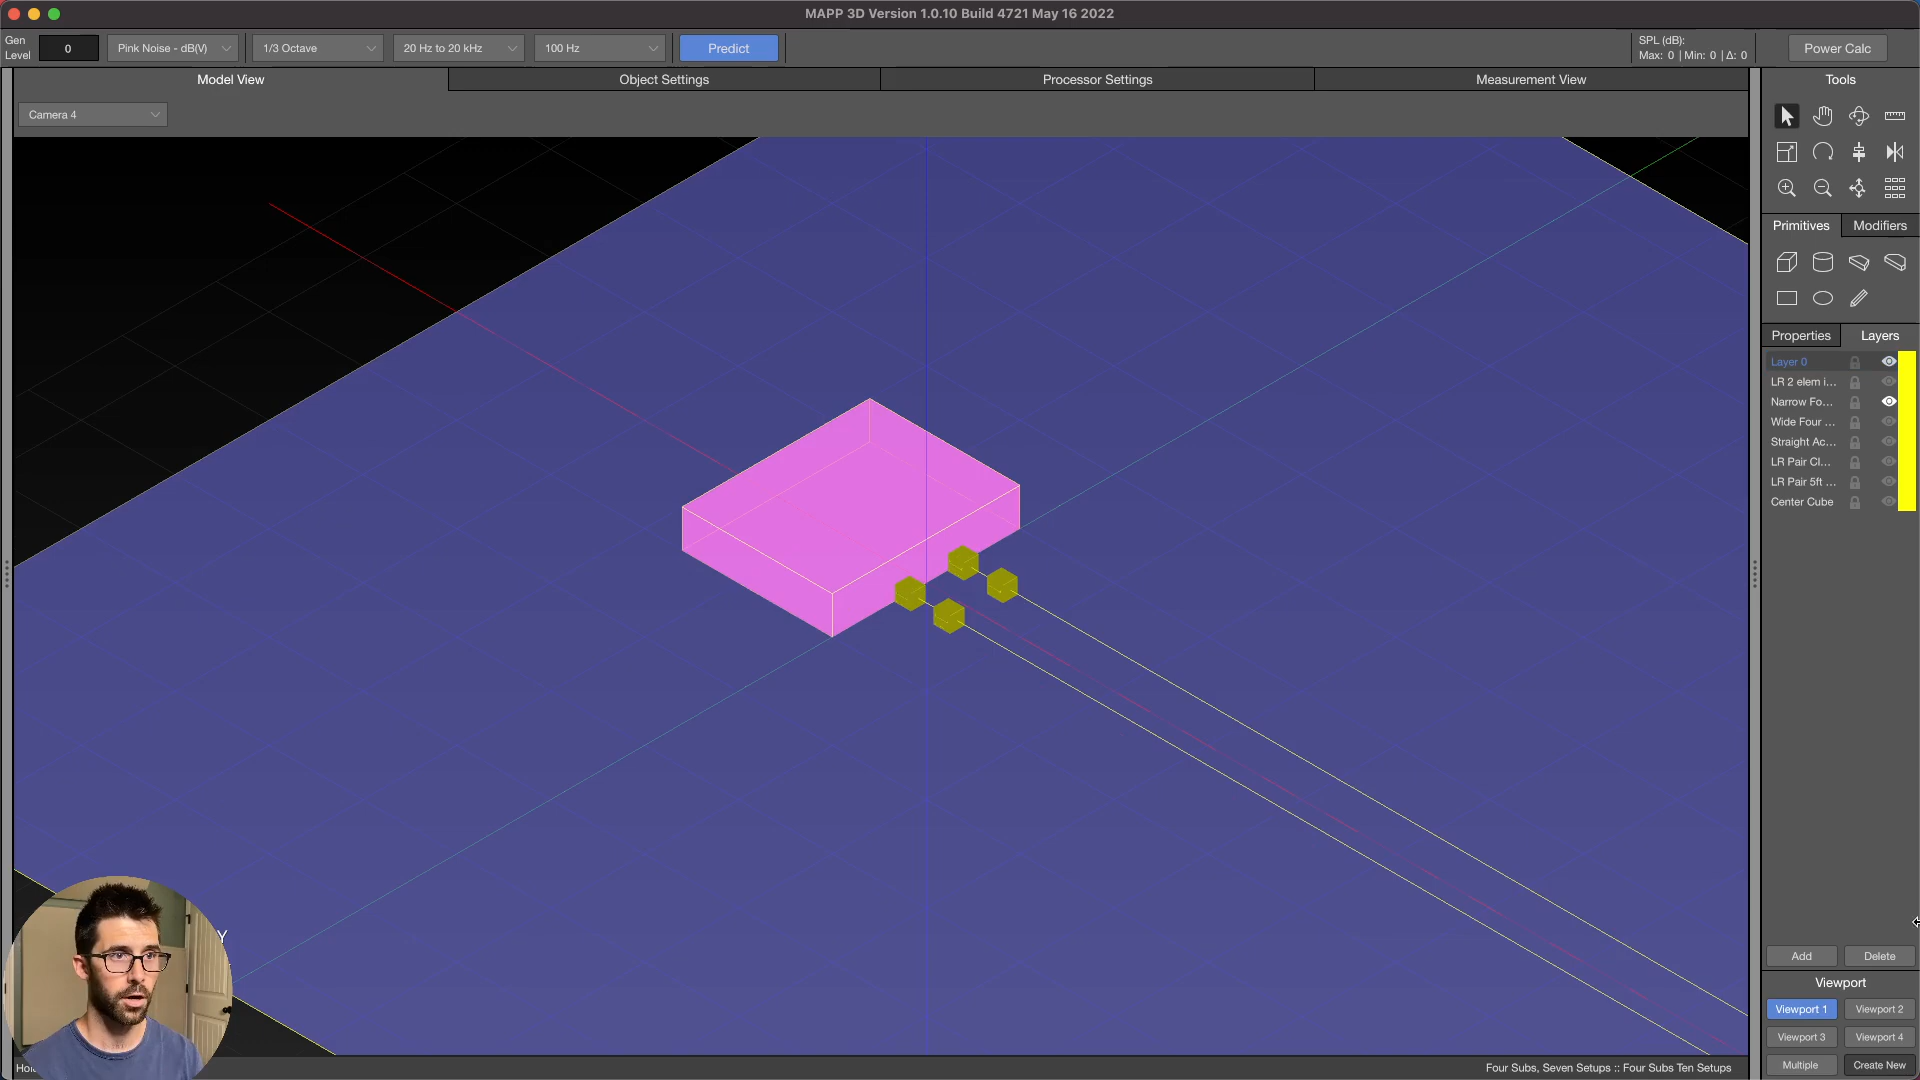 MAPP 3D Version 1.0.10 Build 4721 May 16 2022
Gen
Level
0
Pink Noise - dB(V)
1/3 Octave
20 Hz to 20 kHz
100 Hz
Predict
SPL (dB):
Max: 0 | Min: 0 | Δ: 0
Power Calc
Model View
Object Settings
Processor Settings
Measurement View
Tools
Camera 4
Primitives
Modifiers
Properties
Layers
Layer 0
LR 2 elem i...
Narrow Fo...
Wide Four ...
Straight Ac...
LR Pair Cl...
LR Pair 5ft ...
Center Cube
Y
Add
Delete
Viewport
Viewport 1
Viewport 2
Viewport 3
Viewport 4
Multiple
Create New
Four Subs, Seven Setups :: Four Subs Ten Setups